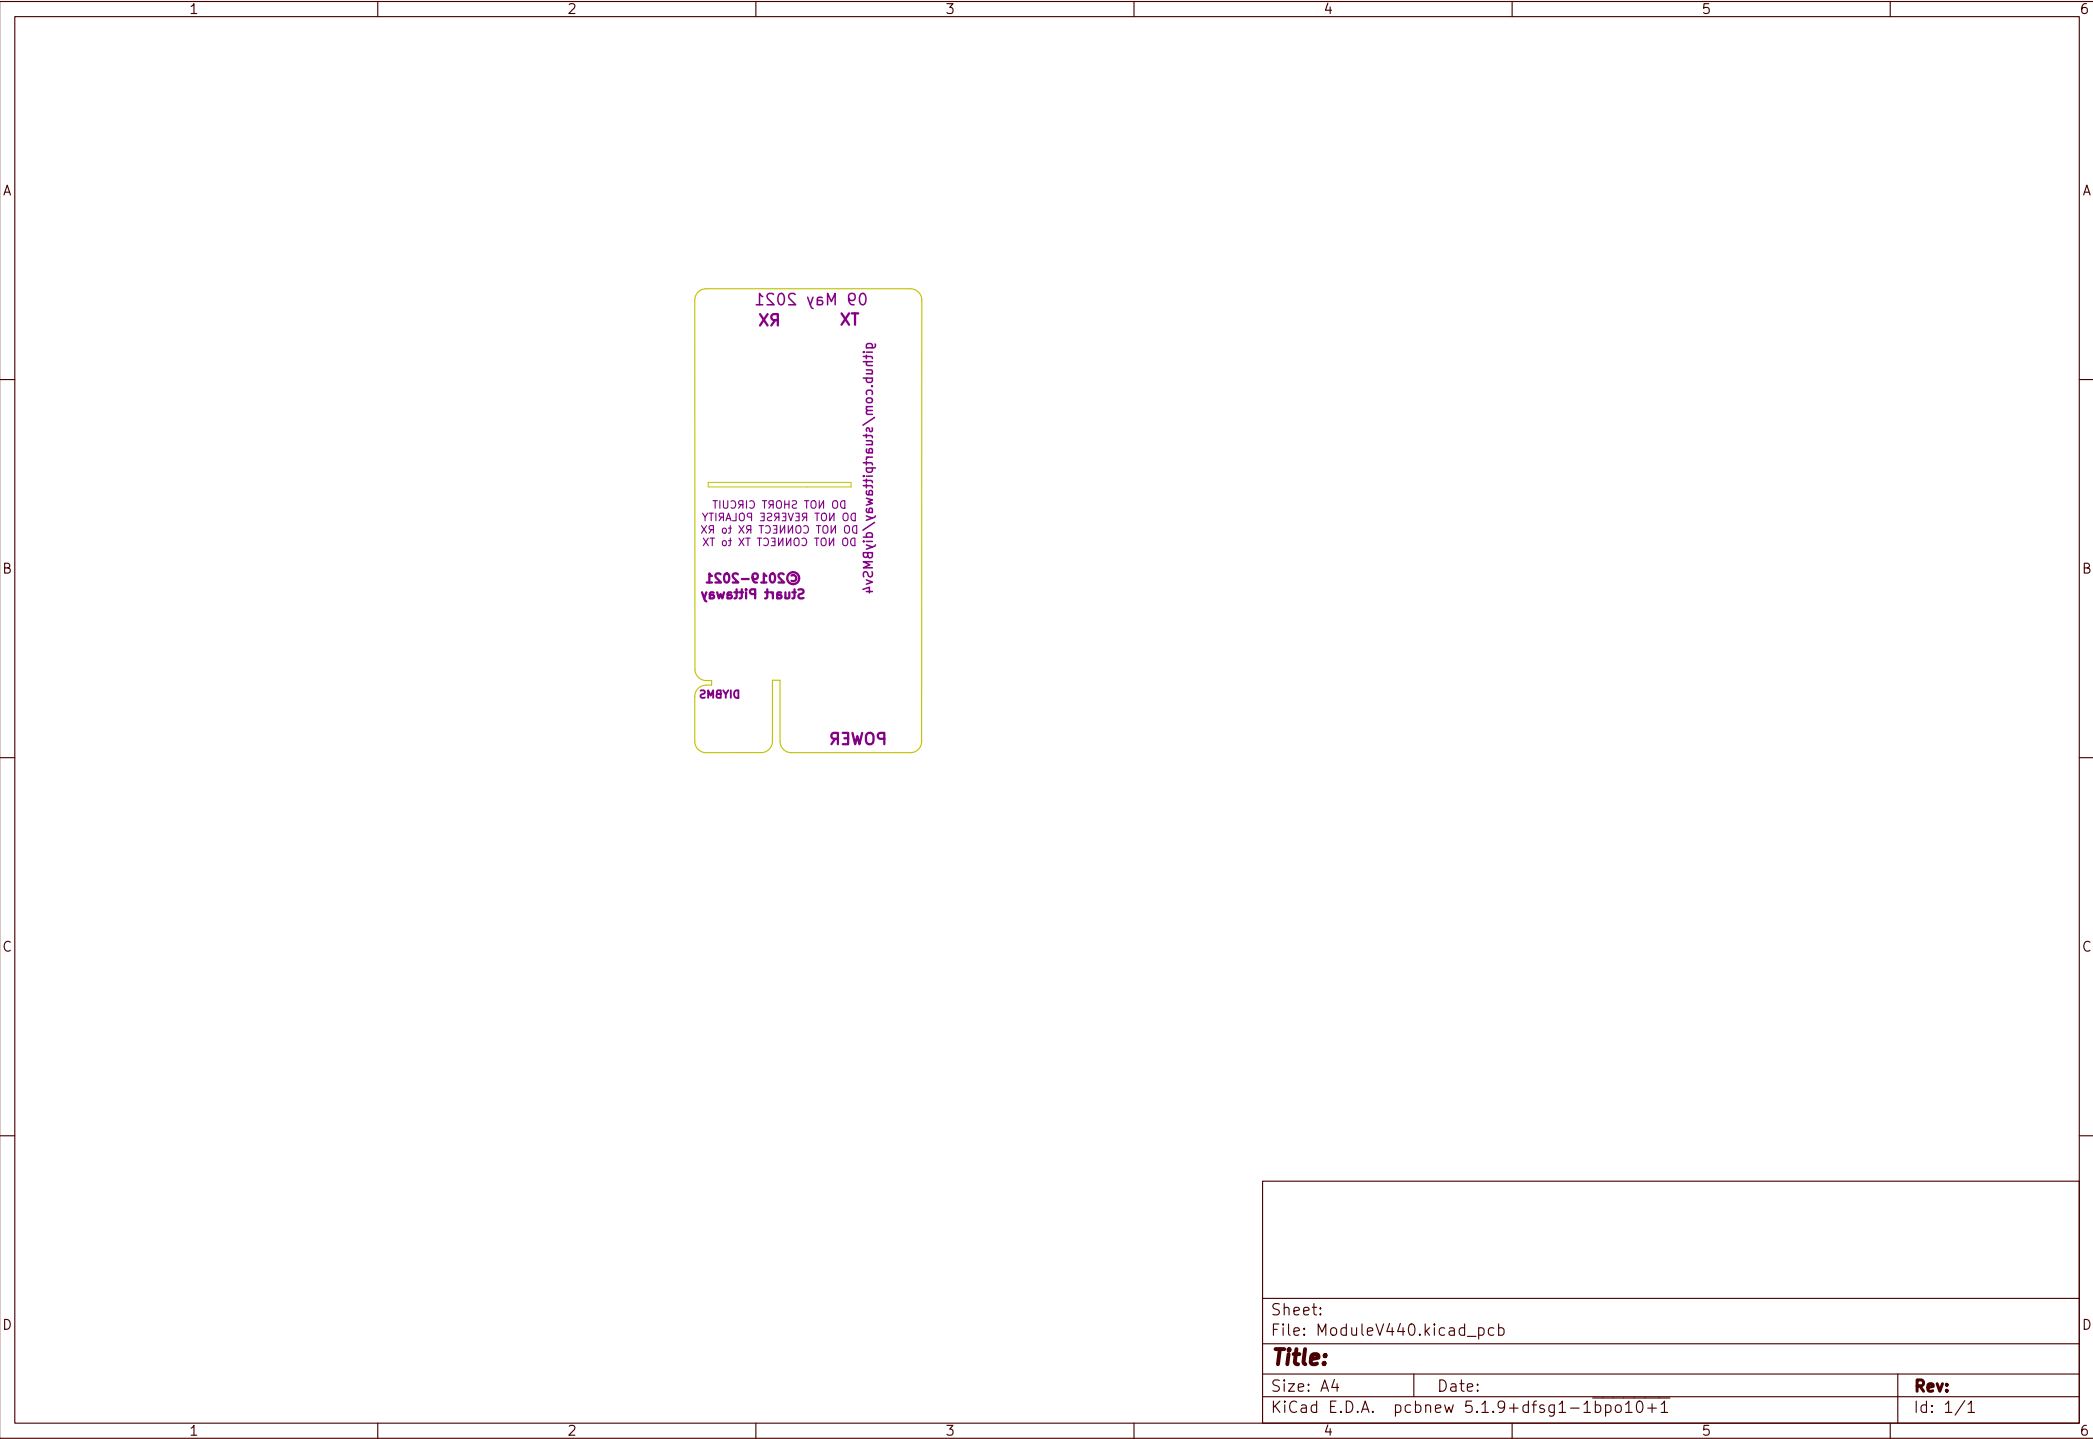 1 2 3 4 5 6
A A
09 May 2021
RX TX
github.com/stuartpittaway/diyBMSv4
DO NOT SHORT CIRCUIT
DO NOT REVERSE POLARITY
DO NOT CONNECT RX to RX
DO NOT CONNECT TX to TX
B B
©2019-2021
Stuart Pittaway
DIYBMS
POWER
C C
Sheet:
File: ModuleV440.kicad_pcb
D D
Title:
Size: A4 Date: Rev:
KiCad E.D.A. pcbnew 5.1.9+dfsg1-1bpo10+1 Id: 1/1
1 2 3 4 5 6